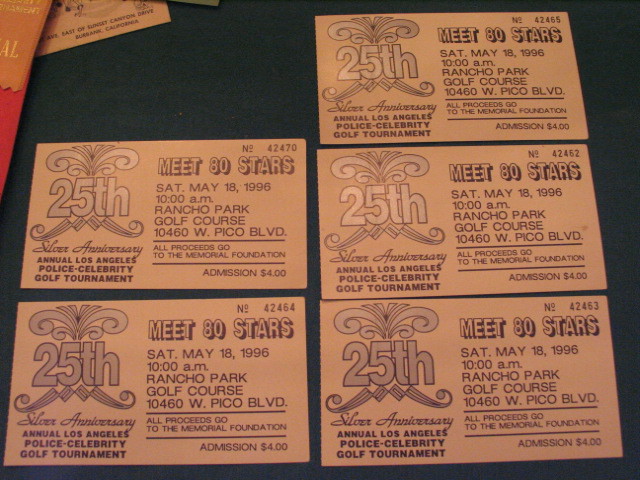 EAST OF SUNSET CANYON DRIVE
BURBANK, CALIFORNIA
Nº 42465
MEET 80 STARS
25th
SAT. MAY 18, 1996
10:00 a.m.
RANCHO PARK
GOLF COURSE
10460 W. PICO BLVD.
Silver Anniversary
ANNUAL LOS ANGELES
POLICE-CELEBRITY
GOLF TOURNAMENT
ALL PROCEEDS GO
TO THE MEMORIAL FOUNDATION
ADMISSION $4.00
Nº 42470
MEET 80 STARS
25th
SAT. MAY 18, 1996
10:00 a.m.
RANCHO PARK
GOLF COURSE
10460 W. PICO BLVD.
Silver Anniversary
ANNUAL LOS ANGELES
POLICE-CELEBRITY
GOLF TOURNAMENT
ALL PROCEEDS GO
TO THE MEMORIAL FOUNDATION
ADMISSION $4.00
Nº 42462
MEET 80 STARS
25th
SAT. MAY 18, 1996
10:00 a.m.
RANCHO PARK
GOLF COURSE
10460 W. PICO BLVD.
Silver Anniversary
ANNUAL LOS ANGELES
POLICE-CELEBRITY
GOLF TOURNAMENT
ALL PROCEEDS GO
TO THE MEMORIAL FOUNDATION
ADMISSION $4.00
Nº 42464
MEET 80 STARS
25th
SAT. MAY 18, 1996
10:00 a.m.
RANCHO PARK
GOLF COURSE
10460 W. PICO BLVD.
Silver Anniversary
ANNUAL LOS ANGELES
POLICE-CELEBRITY
GOLF TOURNAMENT
ALL PROCEEDS GO
TO THE MEMORIAL FOUNDATION
ADMISSION $4.00
Nº 42463
MEET 80 STARS
25th
SAT. MAY 18, 1996
10:00 a.m.
RANCHO PARK
GOLF COURSE
10460 W. PICO BLVD.
Silver Anniversary
ANNUAL LOS ANGELES
POLICE-CELEBRITY
GOLF TOURNAMENT
ALL PROCEEDS GO
TO THE MEMORIAL FOUNDATION
ADMISSION $4.00